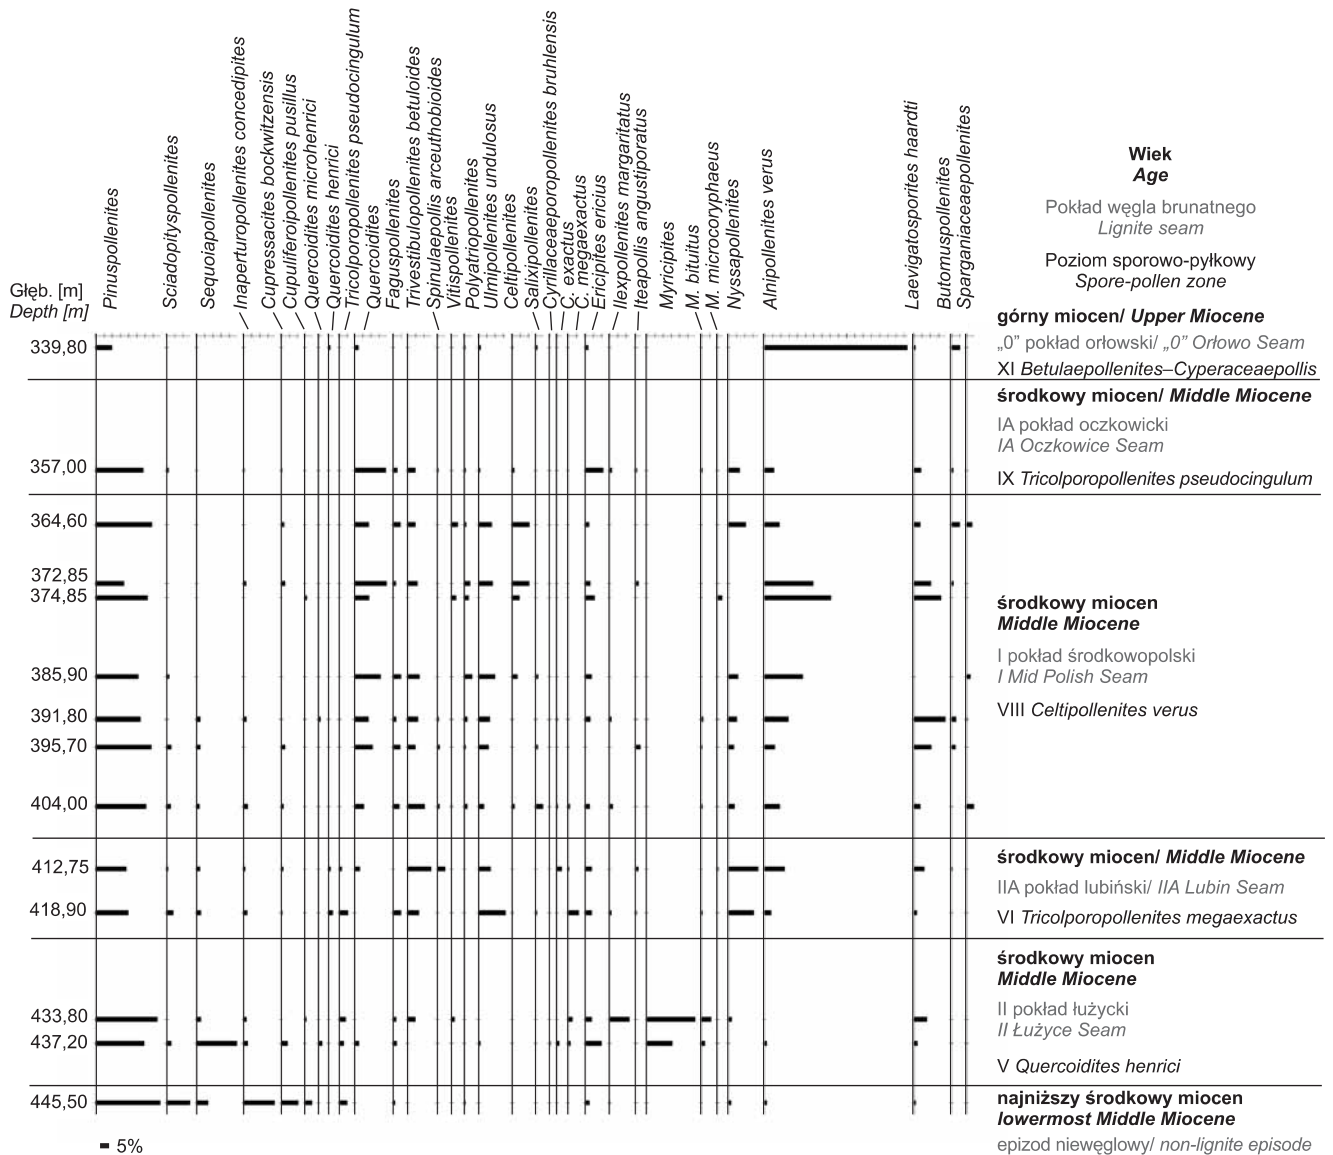 Pinuspollenites
Sciadopityspollenites
Sequoiapollenites
Inaperturopollenites concedipites
Cupressacites bockwitzensis
Cupuliferoipollenites pusillus
Quercoidites microhenrici
Quercoidites henrici
Tricolporopollenites pseudocingulum
Quercoidites
Faguspollenites
Trivestibulopollenites betuloides
Spinulaepollis arceuthobioides
Vitispollenites
Polyatriopollenites
Ulmipollenites undulosus
Celtipollenites
Salixipollenites
Cyrillaceaeporopollenites bruhlensis
C. exactus
C. megaexactus
Ericipites ericius
Ilexpollenites margaritatus
Iteapollis angustiporatus
Myricipites
M. bituitus
M. microcoryphaeus
Nyssapollenites
Alnipollenites verus
Laevigatosporites haardti
Butomuspollenites
Sparganiaceaepollenites
Wiek
Age
Pokład węgla brunatnego
Lignite seam
Poziom sporowo-pyłkowy
Spore-pollen zone
Głęb. [m]
Depth [m]
górny miocen/ Upper Miocene
339,80
„0” pokład orłowski/ „0” Orłowo Seam
XI Betulaepollenites–Cyperaceaepollis
środkowy miocen/ Middle Miocene
IA pokład oczkowicki
IA Oczkowice Seam
357,00
IX Tricolporopollenites pseudocingulum
364,60
372,85
374,85
środkowy miocen
Middle Miocene
I pokład środkowopolski
I Mid Polish Seam
385,90
VIII Celtipollenites verus
391,80
395,70
404,00
środkowy miocen/ Middle Miocene
412,75
IIA pokład lubiński/ IIA Lubin Seam
418,90
VI Tricolporopollenites megaexactus
środkowy miocen
Middle Miocene
II pokład łużycki
II Łużyce Seam
433,80
437,20
V Quercoidites henrici
445,50
najniższy środkowy miocen
lowermost Middle Miocene
epizod niewęglowy/ non-lignite episode
5%